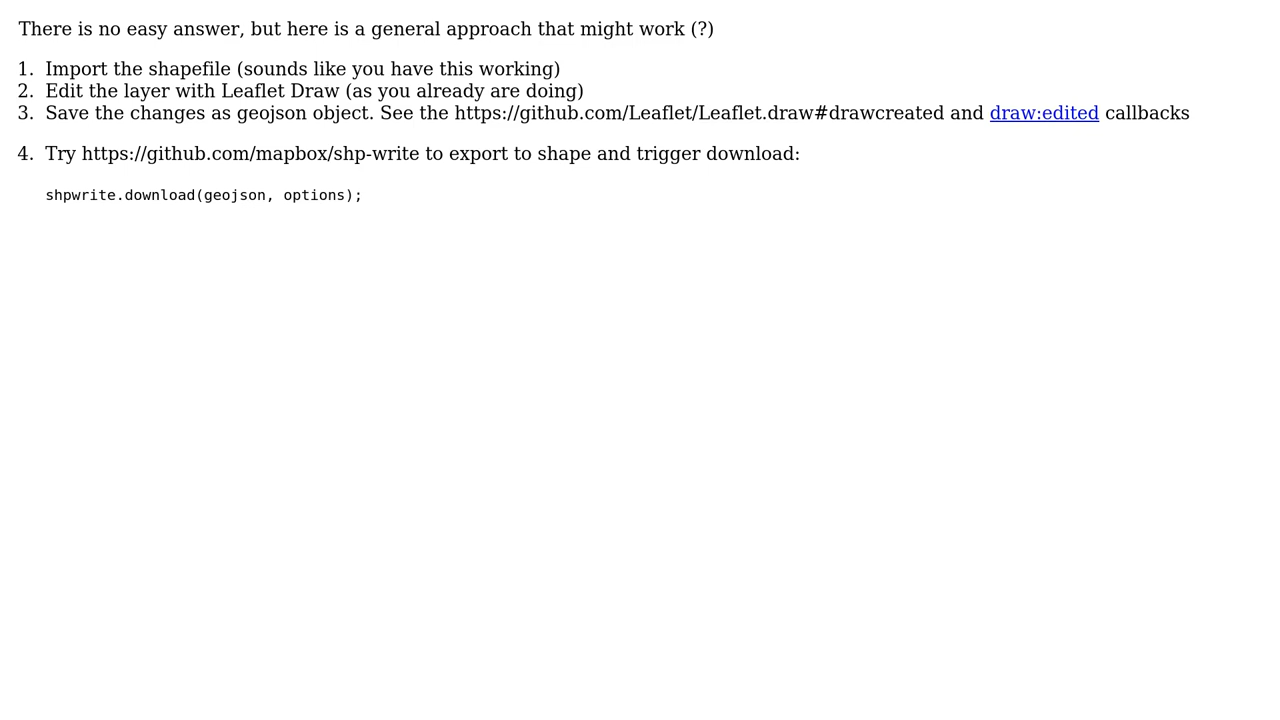 There is no easy answer, but here is a general approach that might work (?)
1. Import the shapefile (sounds like you have this working)
2. Edit the layer with Leaflet Draw (as you already are doing)
3. Save the changes as geojson object. See the https://github.com/Leaflet/Leaflet.draw#drawcreated and draw:edited callbacks
4. Try https://github.com/mapbox/shp-write to export to shape and trigger download:
shpwrite.download(geojson, options);